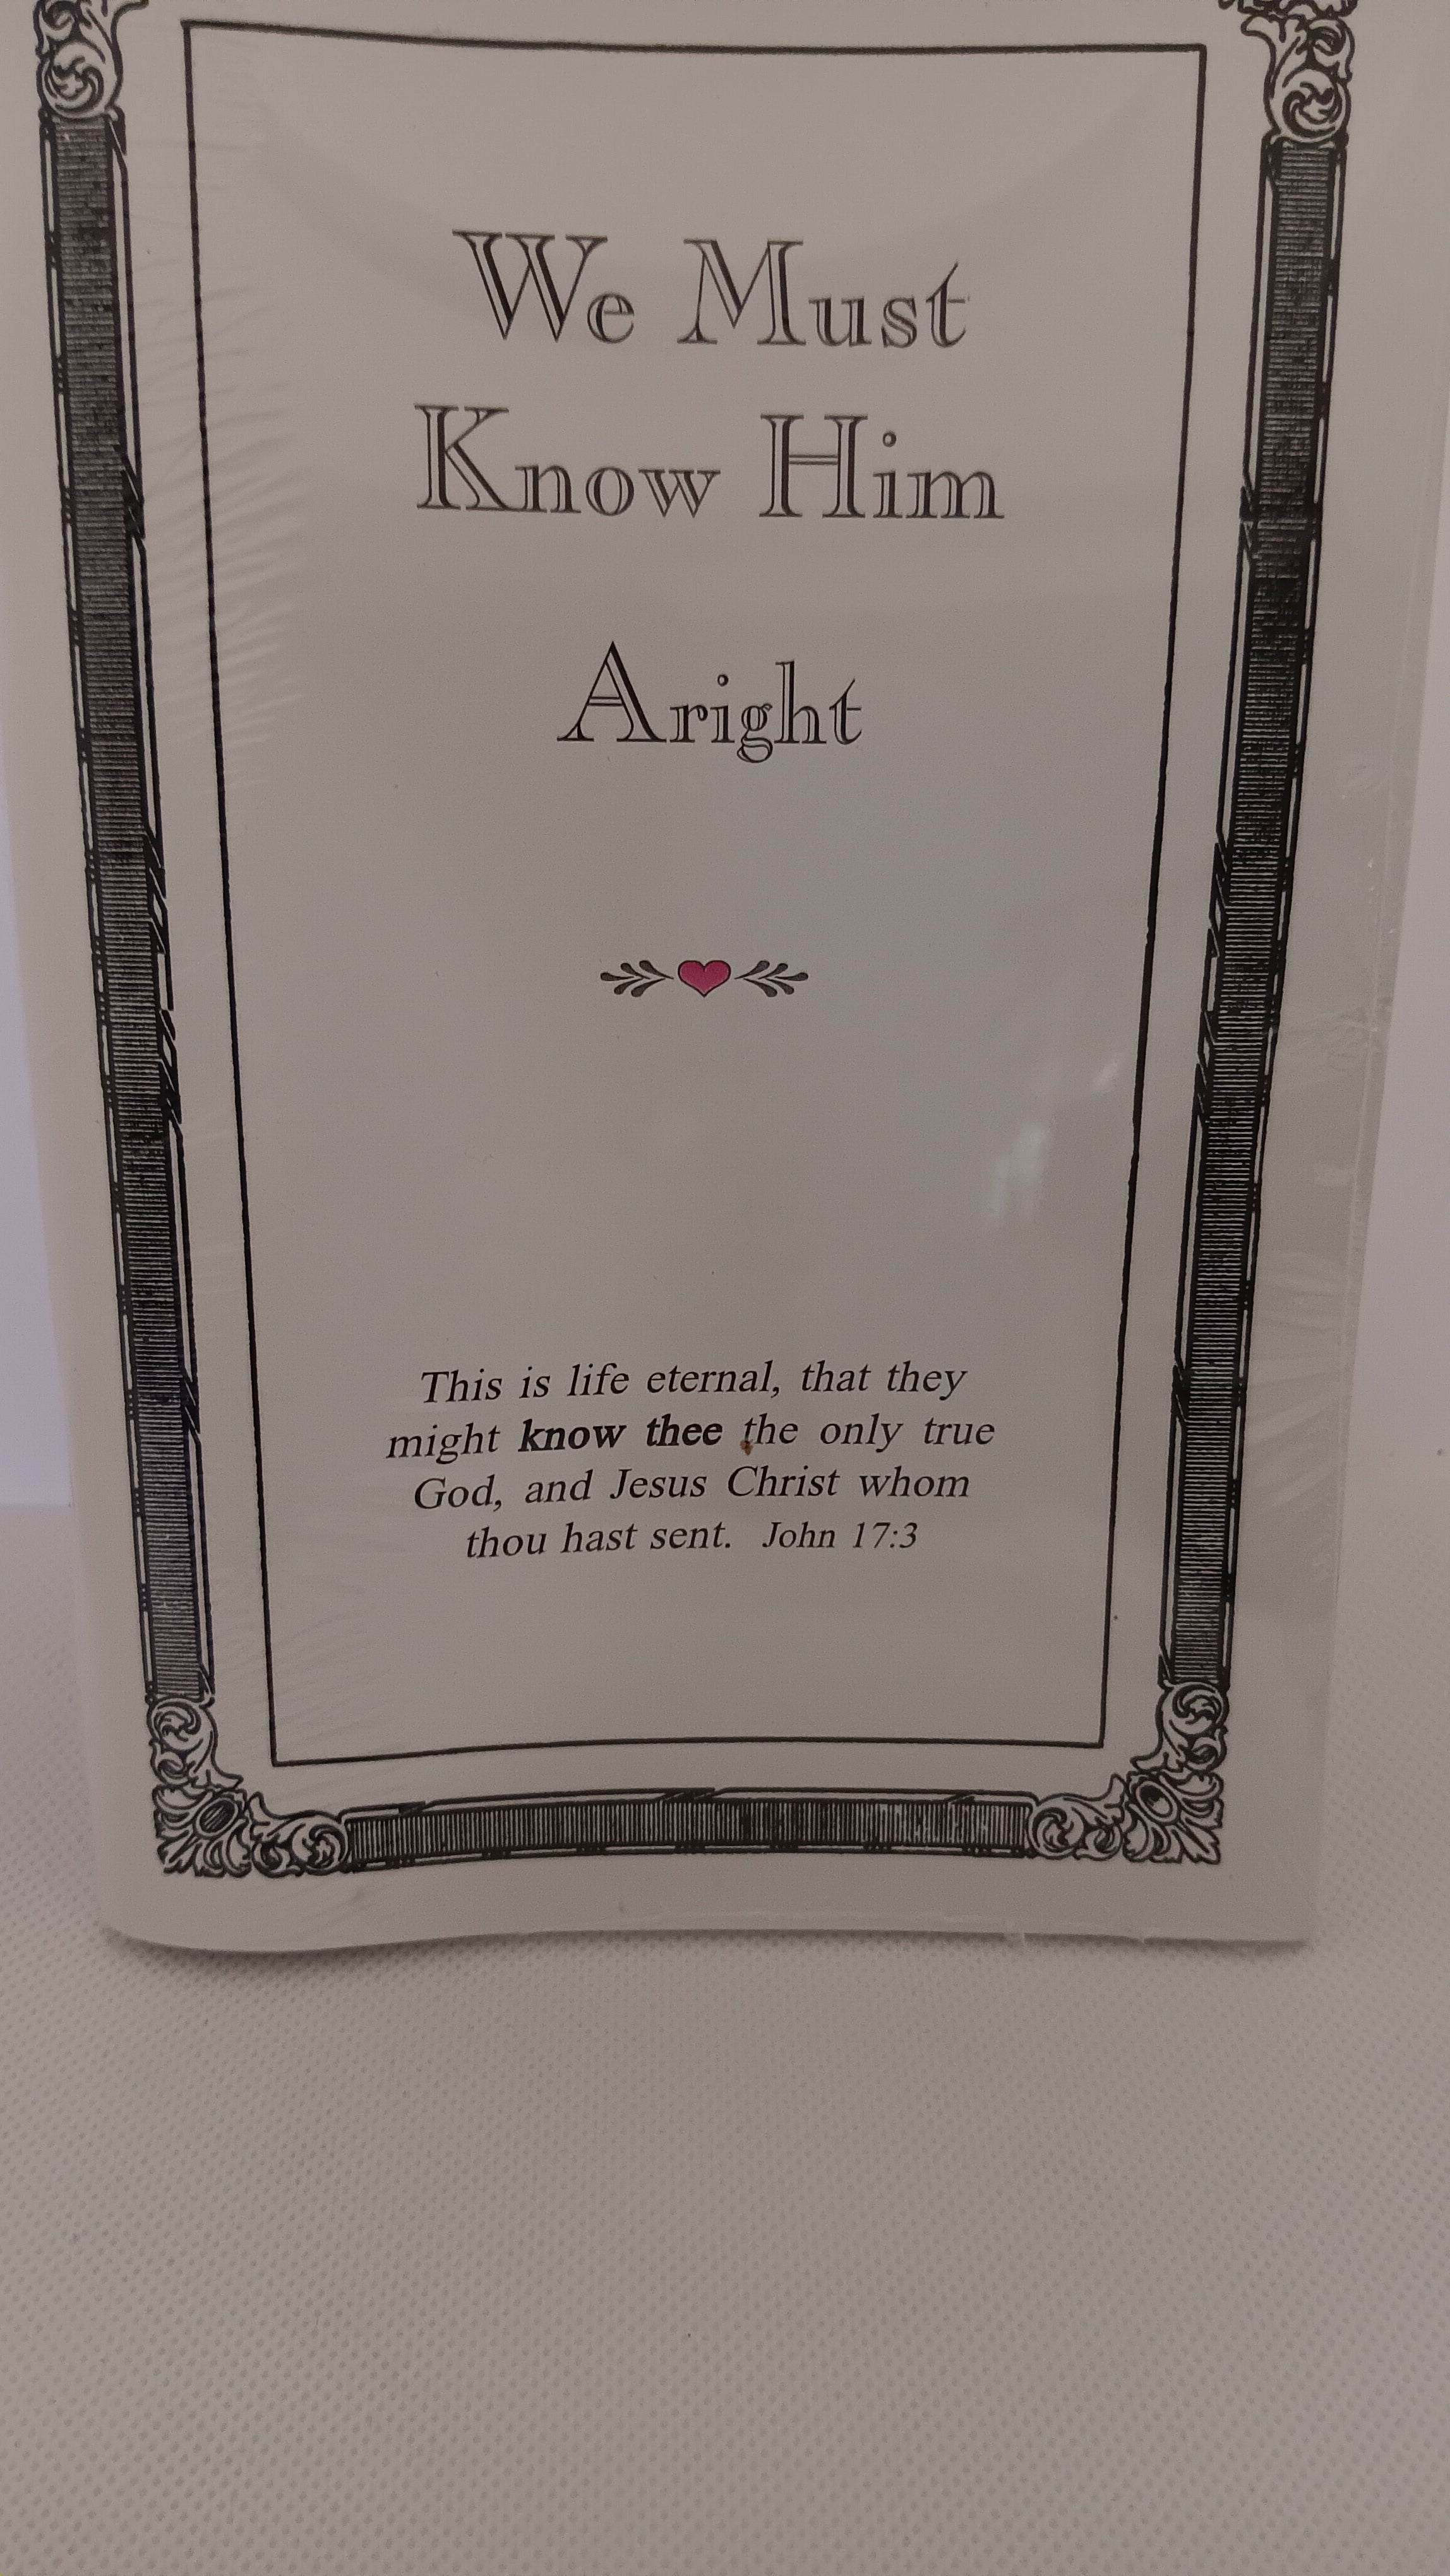 We Must
Know Him
Aright
This is life eternal, that they
might know thee the only true
God, and Jesus Christ whom
thou hast sent. John 17:3